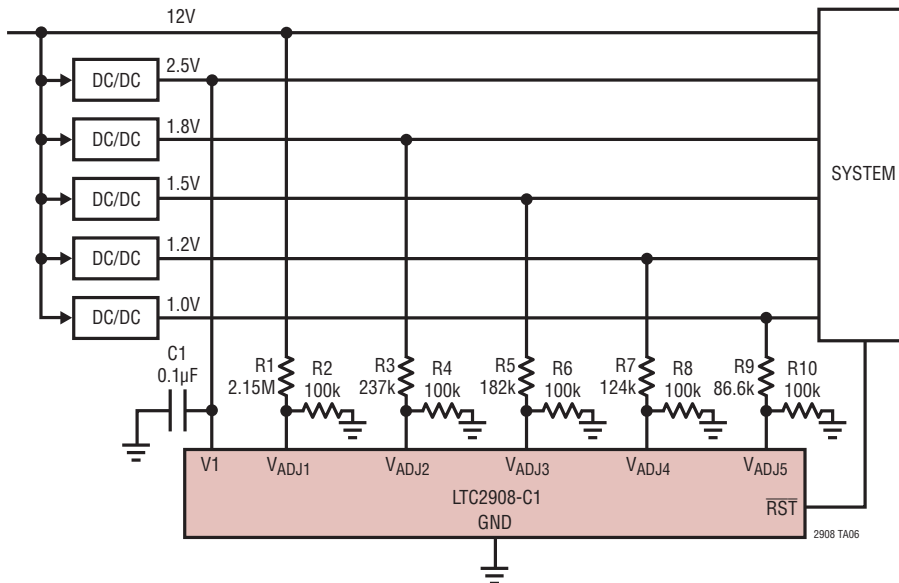 12V
2.5V
DC/DC
1.8V
DC/DC
1.5V
DC/DC
SYSTEM
1.2V
DC/DC
1.0V
DC/DC
C1
0.1µF
R1
2.15M
R2
100k
R3
237k
R4
100k
R5
182k
R6
100k
R7
124k
R8
100k
R9
86.6k
R10
100k
V1
VADJ1
VADJ2
VADJ3
VADJ4
VADJ5
LTC2908-C1
GND
RST
2908 TA06